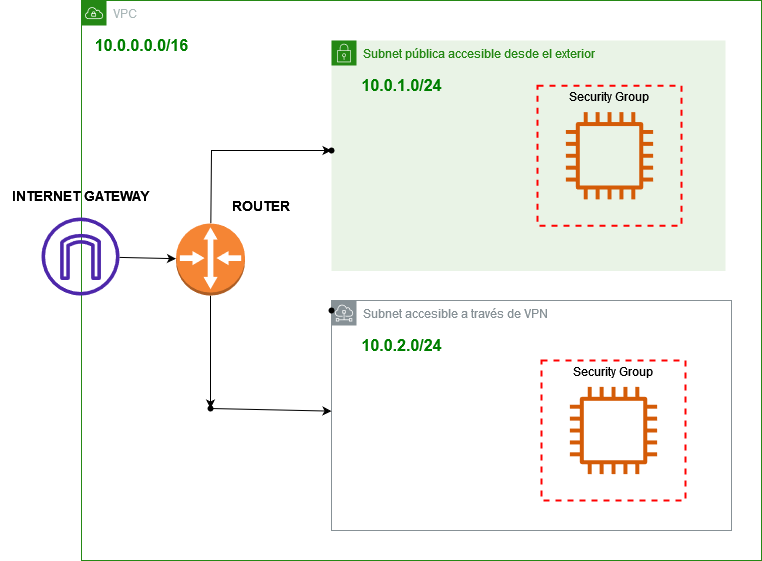 VPC
10.0.0.0.0/16
Subnet pública accesible desde el exterior
10.0.1.0/24
Security Group
INTERNET GATEWAY
ROUTER
Subnet accesible a través de VPN
10.0.2.0/24
Security Group